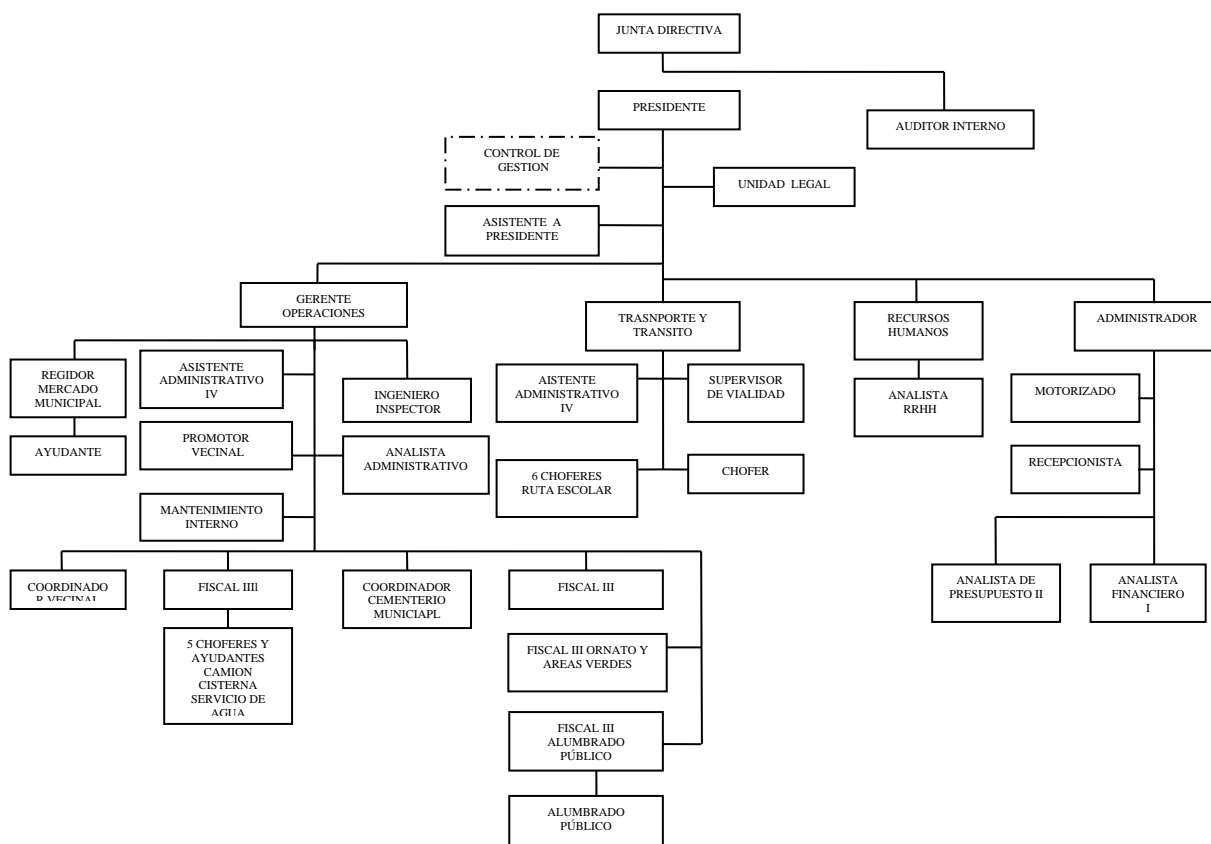 JUNTA DIRECTIVA
PRESIDENTE
AUDITOR INTERNO
CONTROL DE
GESTION
UNIDAD LEGAL
ASISTENTE A
PRESIDENTE
GERENTE
OPERACIONES
TRASNPORTE Y
TRANSITO
RECURSOS
HUMANOS
ADMINISTRADOR
REGIDOR
MERCADO
MUNICIPAL
ASISTENTE
ADMINISTRATIVO
IV
INGENIERO
INSPECTOR
AISTENTE
ADMINISTRATIVO
IV
SUPERVISOR
DE VIALIDAD
ANALISTA
RRHH
MOTORIZADO
AYUDANTE
PROMOTOR
VECINAL
ANALISTA
ADMINISTRATIVO
6 CHOFERES
RUTA ESCOLAR
CHOFER
RECEPCIONISTA
MANTENIMIENTO
INTERNO
COORDINADO
R VECINAL
FISCAL IIIl
COORDINADOR
CEMENTERIO
MUNICIAPL
FISCAL III
ANALISTA DE
PRESUPUESTO II
ANALISTA
FINANCIERO
I
5 CHOFERES Y
AYUDANTES
CAMION
CISTERNA
SERVICIO DE
AGUA
FISCAL III ORNATO Y
AREAS VERDES
FISCAL III
ALUMBRADO
PÚBLICO
ALUMBRADO
PÚBLICO